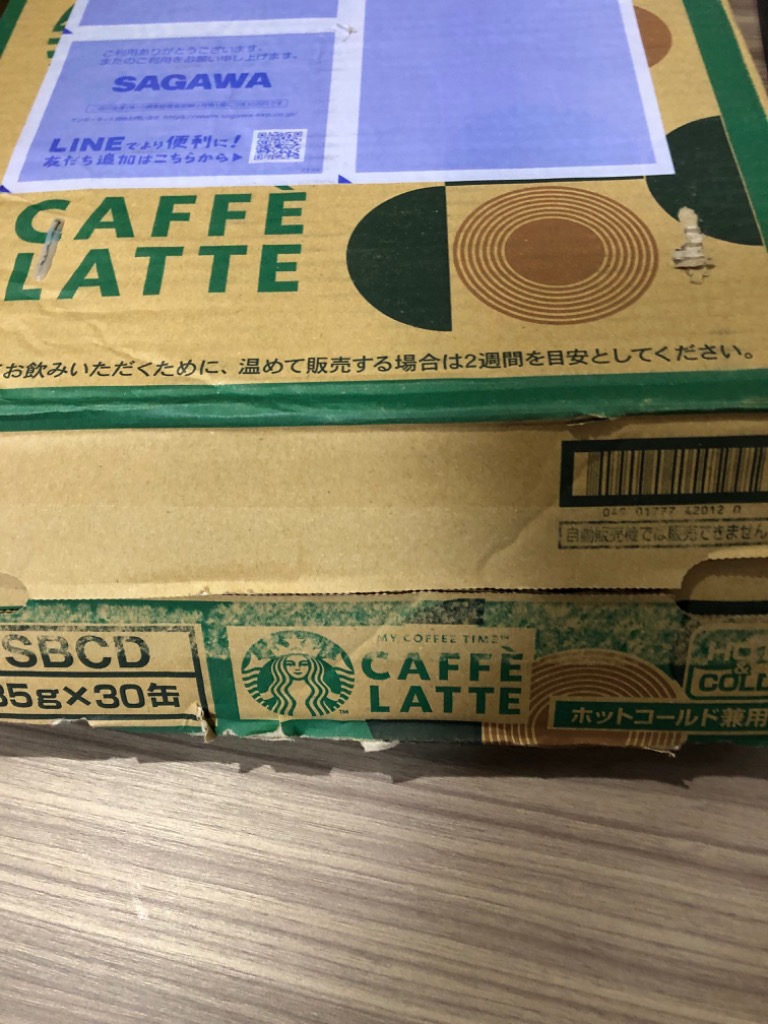 ご利用ありがとうございます。
またのご利用をお願い申し上げます。
SAGAWA
LINEでより便利に!
友だち追加はこちらから▶
CAFFÈ
LATTE
お飲みいただくために、温めて販売する場合は2週間を目安としてください。
42012 0
自動販売機では販売できません
SBCD
85g×30缶
MY COFFEE TIME™
CAFFÈ
LATTE
TM
HOT
&
COLD
ホットコールド兼用